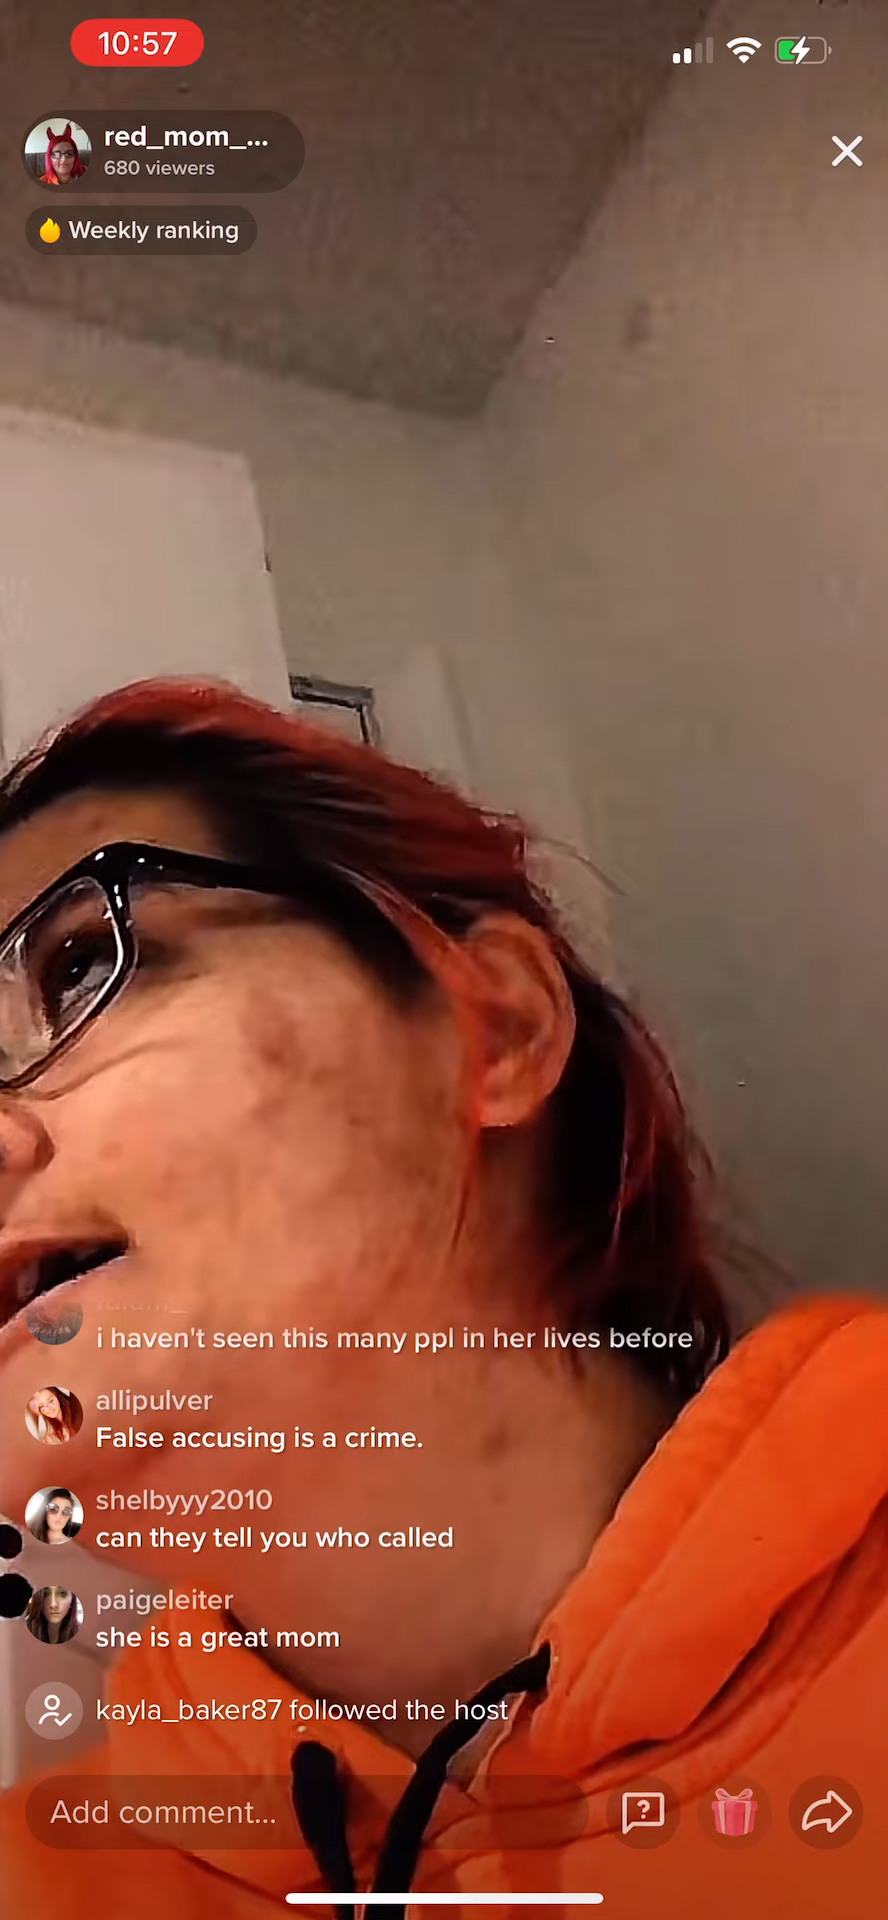 10:57
red_mom_...
680 viewers
Weekly ranking
i haven't seen this many ppl in her lives before
allipulver
False accusing is a crime.
shelbyyy2010
can they tell you who called
paigeleiter
she is a great mom
kayla_baker87 followed the host
Add comment...